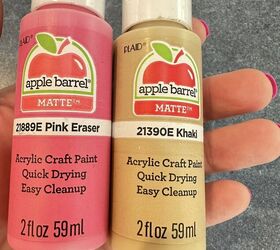 PLAID
apple barrel
MATTE
21889E Pink Eraser
Acrylic Craft Paint
Quick Drying
Easy Cleanup
2 fl oz 59ml
PLAID
apple barrel
MATTE
21390E Khaki
Acrylic Craft Paint
Quick Drying
Easy Cleanup
2 fl oz 59ml